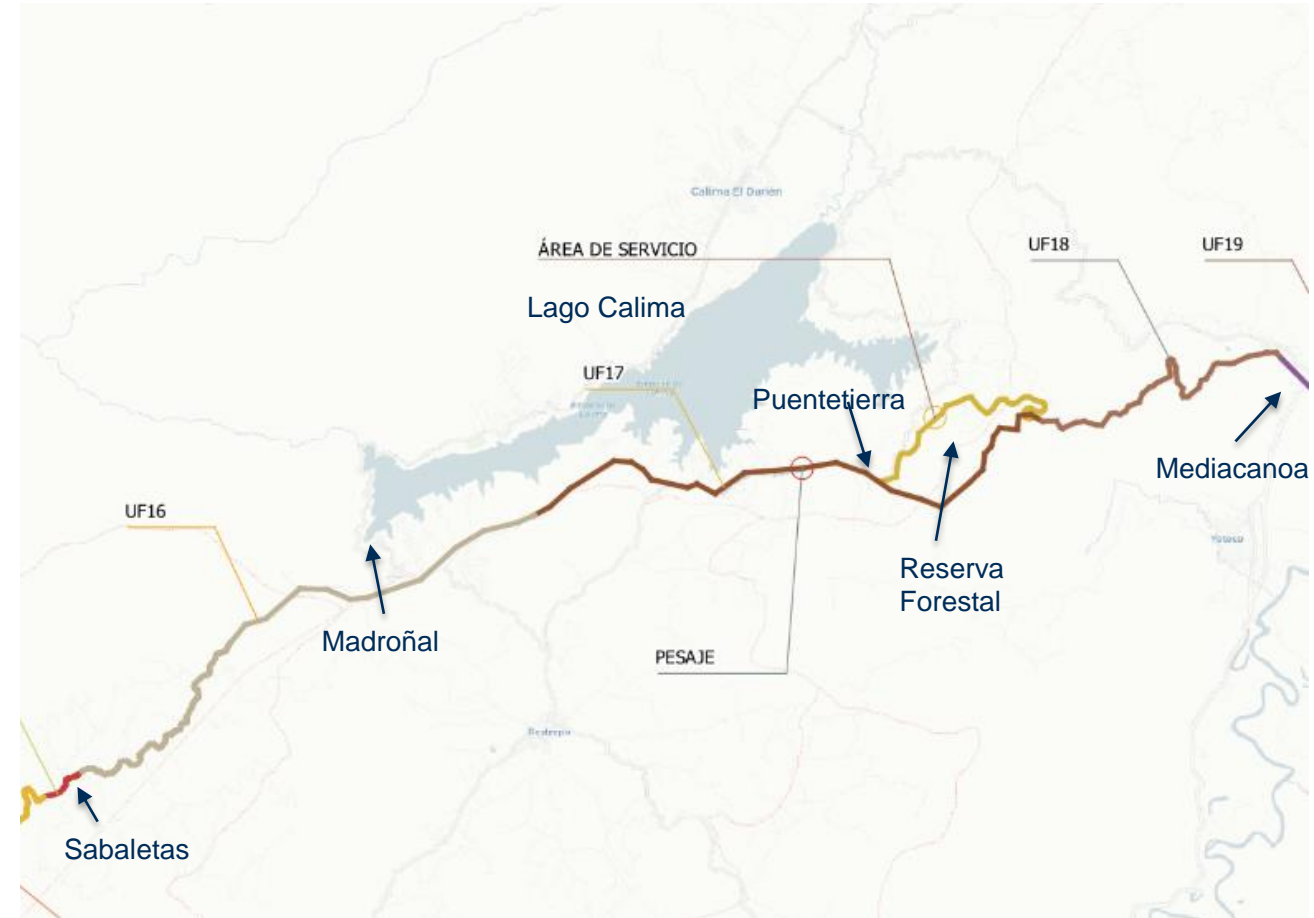 Calima El Darién
ÁREA DE SERVICIO
UF18
UF19
Lago Calima
UF17
Puentetierra
Mediacanoa
UF16
Yotoco
Reserva
Forestal
Madroñal
PESAJE
Restrepo
Sabaletas